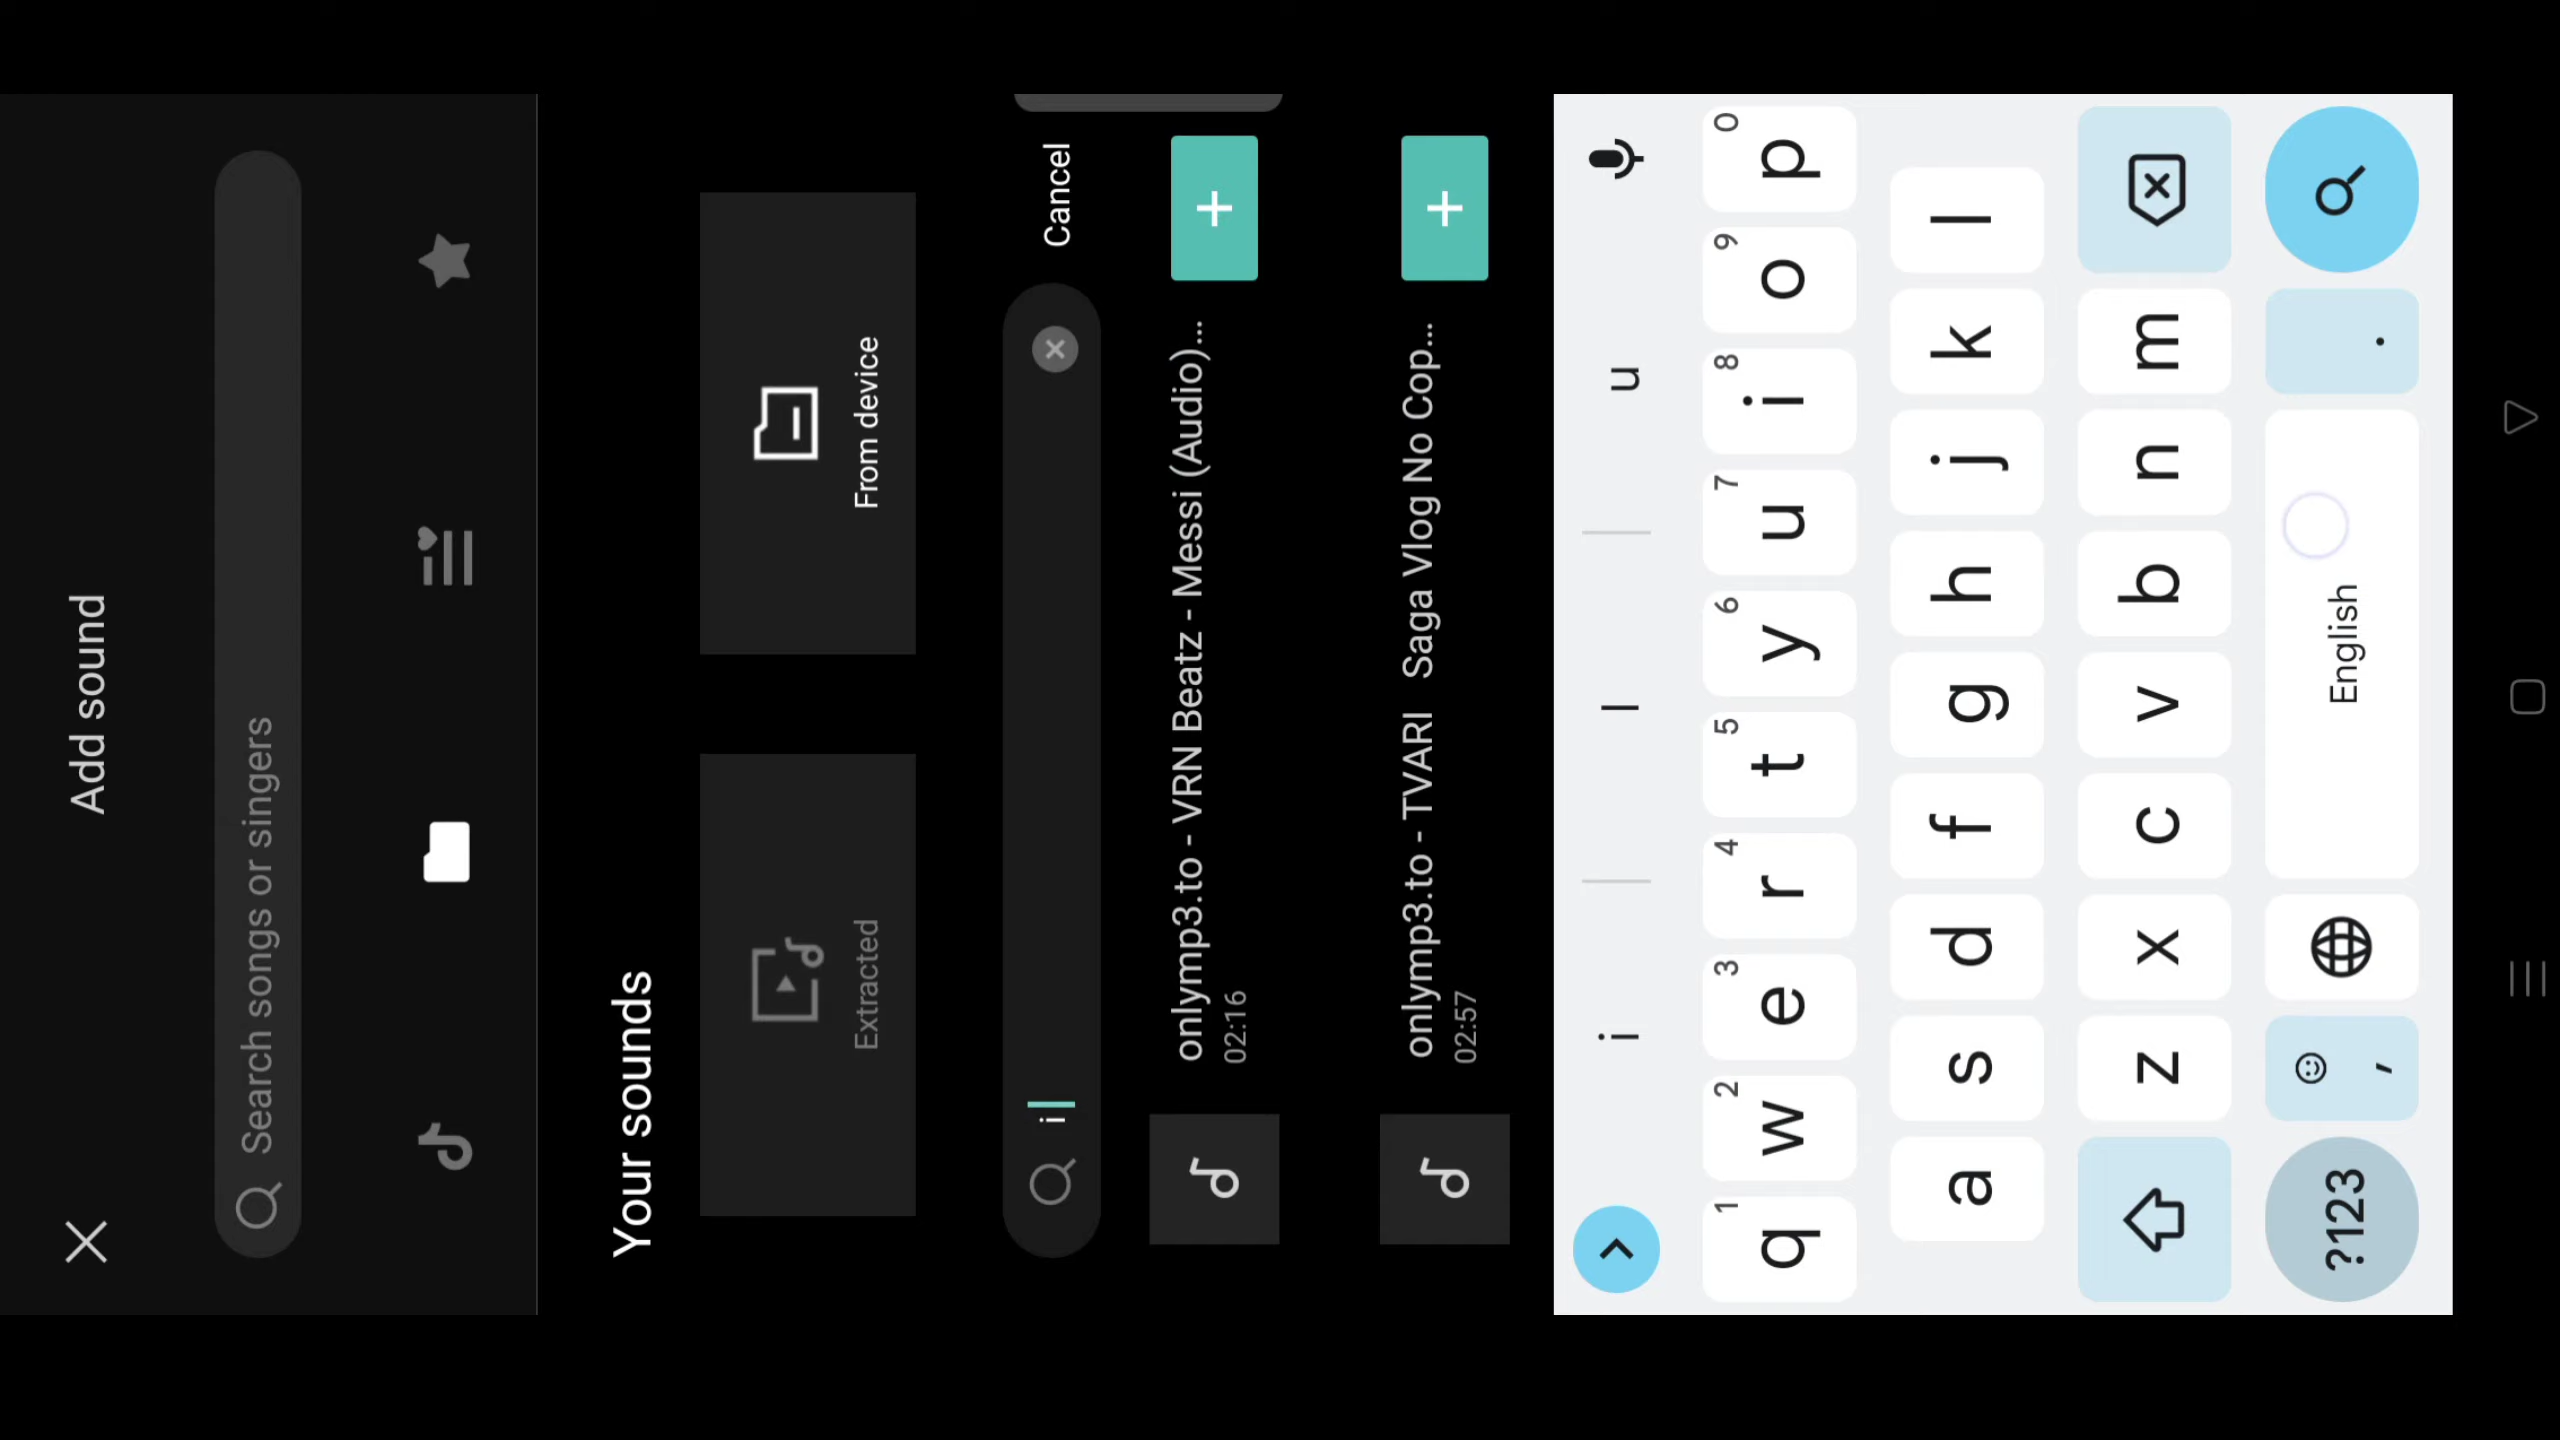 Add sound
Search songs or singers
Your sounds
Extracted
From device
i
Cancel
onlymp3.to - VRN Beatz - Messi (Audio)...
02:16
+
onlymp3.to - TVARI Saga Vlog No Cop...
02:57
+
i l u
q 1 w 2 e 3 r 4 t 5 y 6 u 7 i 8 o 9 p 0
a s d f g h j k l
z x c v b n m
?123 , English .